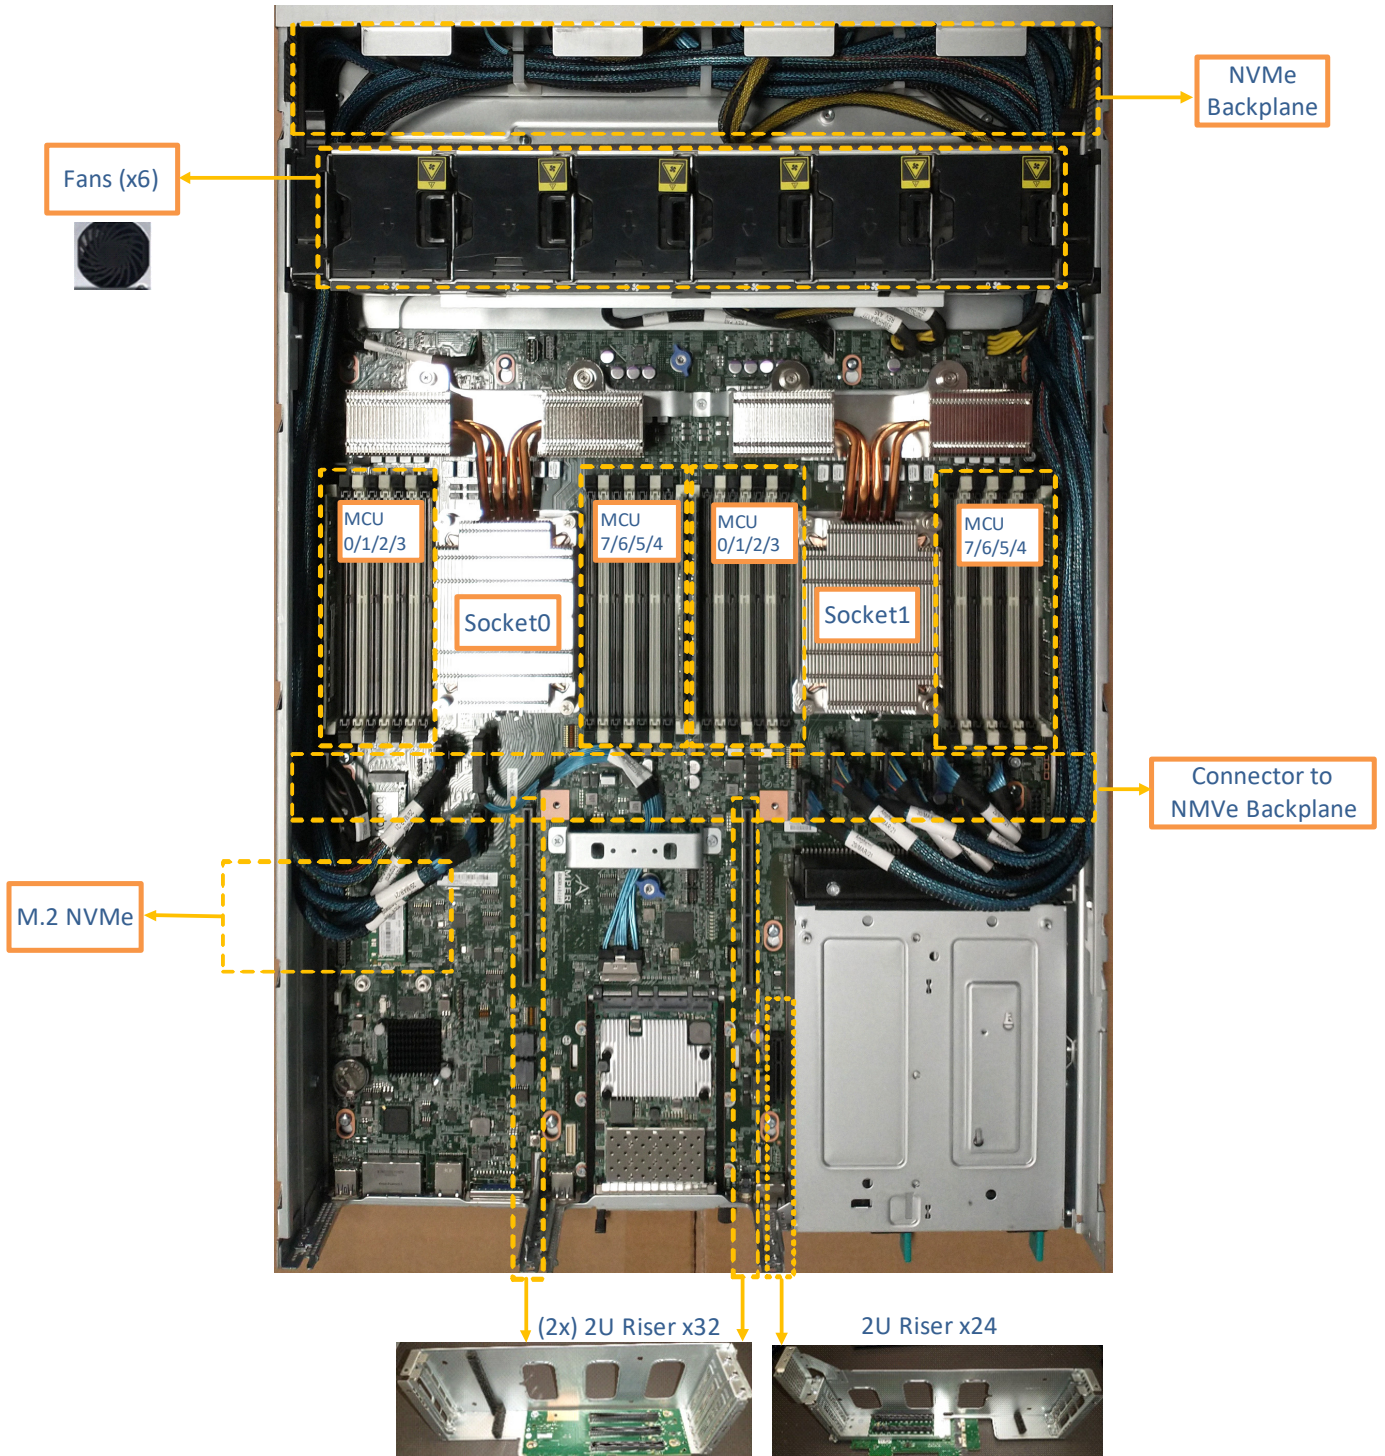 NVMe
Backplane
Fans (x6)
MCU
0/1/2/3
MCU
7/6/5/4
MCU
0/1/2/3
MCU
7/6/5/4
Socket0
Socket1
Connector to
NMVe Backplane
M.2 NVMe
(2x) 2U Riser x32
2U Riser x24